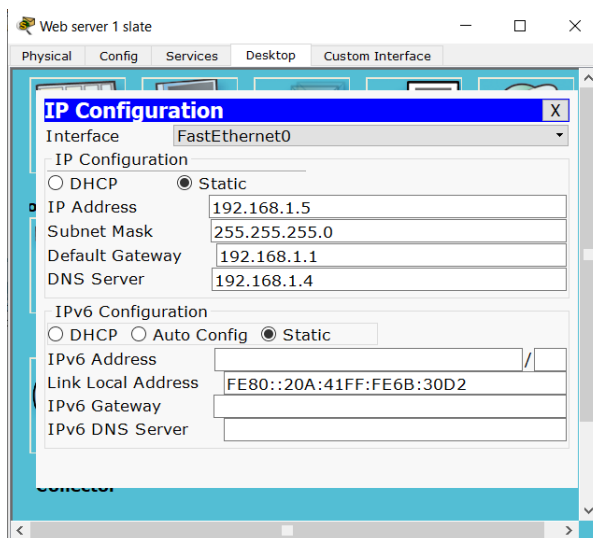 Web server 1 slate
Physical Config Services Desktop Custom Interface
IP Configuration X
Interface FastEthernet0
IP Configuration
DHCP Static
IP Address 192.168.1.5
Subnet Mask 255.255.255.0
Default Gateway 192.168.1.1
DNS Server 192.168.1.4
IPv6 Configuration
DHCP Auto Config Static
IPv6 Address /
Link Local Address FE80::20A:41FF:FE6B:30D2
IPv6 Gateway
IPv6 DNS Server